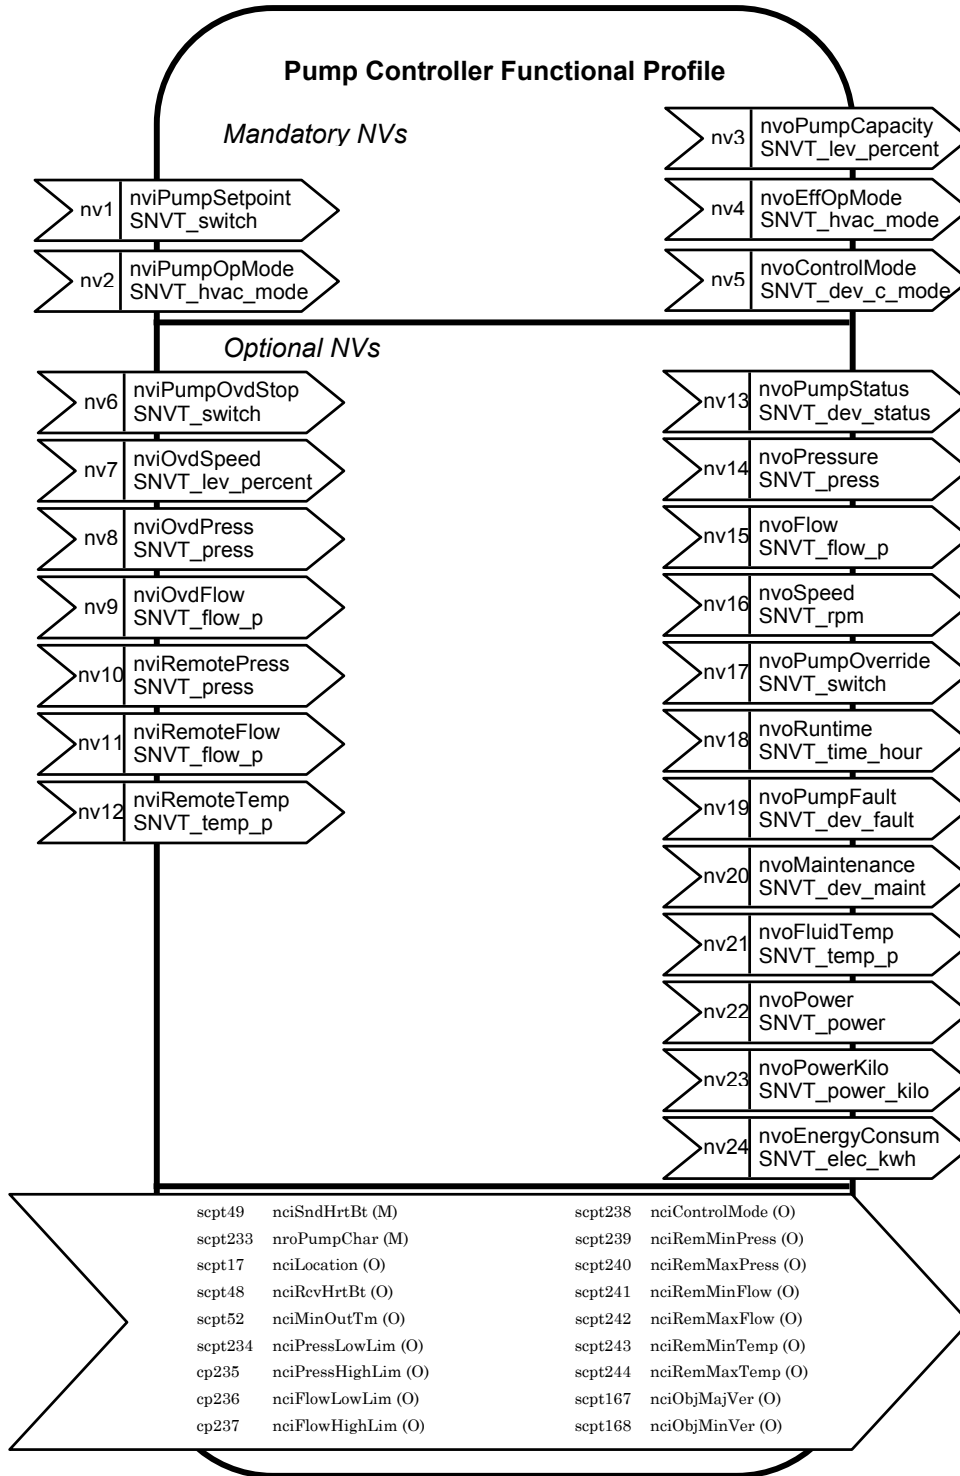 Pump Controller Functional Profile
Mandatory NVs
nv3 nvoPumpCapacity
SNVT_lev_percent
nv1 nviPumpSetpoint
SNVT_switch
nv4 nvoEffOpMode
SNVT_hvac_mode
nv2 nviPumpOpMode
SNVT_hvac_mode
nv5 nvoControlMode
SNVT_dev_c_mode
Optional NVs
nv6 nviPumpOvdStop
SNVT_switch
nv7 nviOvdSpeed
SNVT_lev_percent
nv8 nviOvdPress
SNVT_press
nv9 nviOvdFlow
SNVT_flow_p
nv10 nviRemotePress
SNVT_press
nv11 nviRemoteFlow
SNVT_flow_p
nv12 nviRemoteTemp
SNVT_temp_p
nv13 nvoPumpStatus
SNVT_dev_status
nv14 nvoPressure
SNVT_press
nv15 nvoFlow
SNVT_flow_p
nv16 nvoSpeed
SNVT_rpm
nv17 nvoPumpOverride
SNVT_switch
nv18 nvoRuntime
SNVT_time_hour
nv19 nvoPumpFault
SNVT_dev_fault
nv20 nvoMaintenance
SNVT_dev_maint
nv21 nvoFluidTemp
SNVT_temp_p
nv22 nvoPower
SNVT_power
nv23 nvoPowerKilo
SNVT_power_kilo
nv24 nvoEnergyConsum
SNVT_elec_kwh
scpt49 nciSndHrtBt (M)
scpt233 nroPumpChar (M)
scpt17 nciLocation (O)
scpt48 nciRcvHrtBt (O)
scpt52 nciMinOutTm (O)
scpt234 nciPressLowLim (O)
cp235 nciPressHighLim (O)
cp236 nciFlowLowLim (O)
cp237 nciFlowHighLim (O)
scpt238 nciControlMode (O)
scpt239 nciRemMinPress (O)
scpt240 nciRemMaxPress (O)
scpt241 nciRemMinFlow (O)
scpt242 nciRemMaxFlow (O)
scpt243 nciRemMinTemp (O)
scpt244 nciRemMaxTemp (O)
scpt167 nciObjMajVer (O)
scpt168 nciObjMinVer (O)